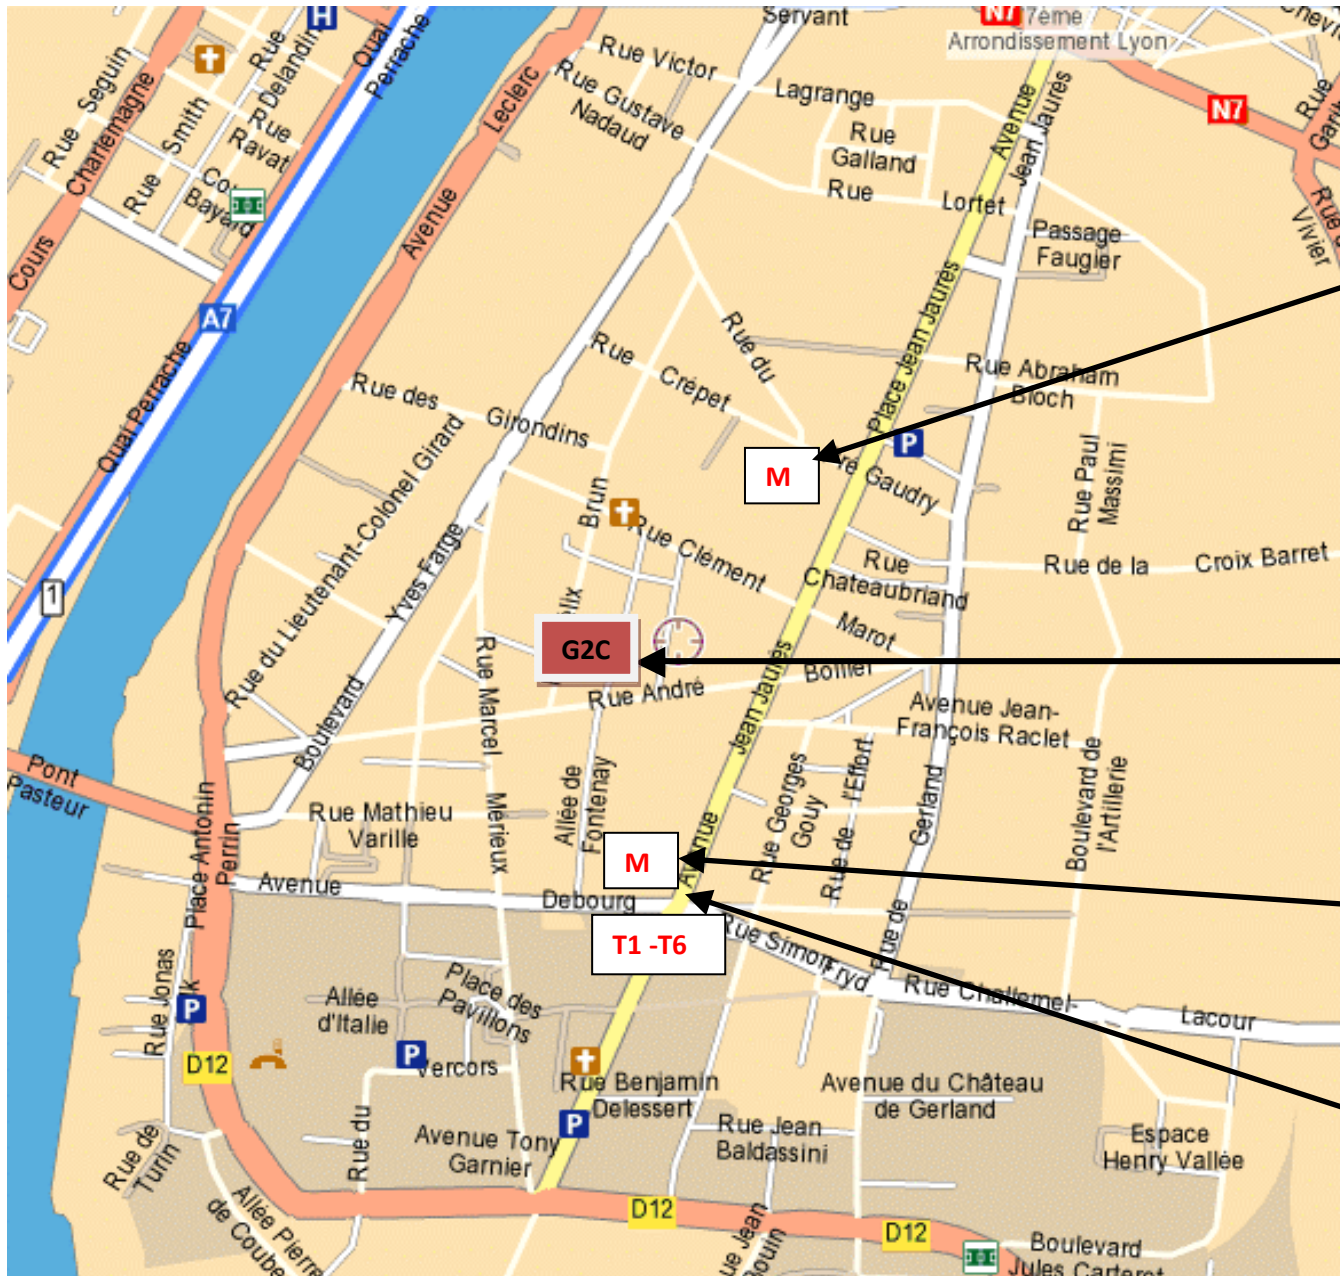 Servant
N7
7ème
Arrondissement Lyon
H
Quai
Perrache
Rue
Delandin
Rue
Seguin
Rue
Smith
Rue
Ravat
Cours
Charlemagne
Bayard
A7
Quai Perrache
1
Avenue
Leclerc
Rue Victor
Lagrange
Rue Gustave
Nadaud
Rue
Galland
Rue
Lortet
Avenue
Jean Jaurès
N7
Rue
Vivier
Passage
Faugier
Place Jean Jaurès
Rue Abraham
Bloch
Rue du
Rue
Crépet
P
M
Gaudry
Rue Paul
Massimi
Rue des
Girondins
Rue du Lieutenant-Colonel Girard
Brun
Rue Clément
Marot
Rue
Chateaubriand
Rue de la
Croix Barret
Boulevard
Yves Farge
G2C
Rue Marcel
Mérieux
Rue André
Bollier
Jean Jaurès
Avenue
Avenue Jean-
François Raclet
Boulevard de
l'Artillerie
Rue Georges
Gouy
Rue de
l'Effort
Rue de
Gerland
Pont
Pasteur
Place Antonin
Perrin
Rue Mathieu
Varille
Allée de
Fontenay
M
Avenue
Debourg
T1 -T6
Rue Simon
Fryd
Rue Challemel-
Lacour
Rue Jonas
P
Allée
d'Italie
Place des
Pavillons
D12
P
Vercors
Rue du
Rue Benjamin
Delessert
P
Avenue du Château
de Gerland
Avenue Tony
Garnier
Rue Jean
Baldassini
Espace
Henry Vallée
Rue de
Turin
Allée Pierre
de Coube
D12
D12
Boulevard
Jules Carteret